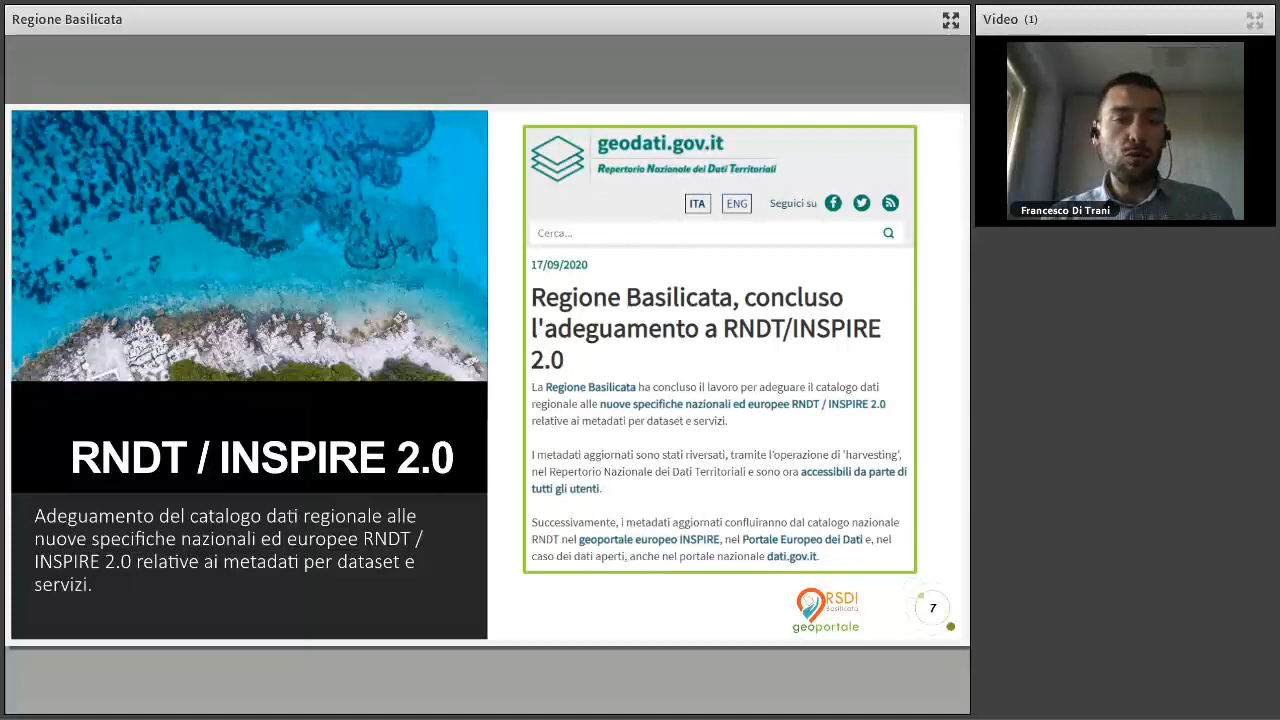 Regione Basilicata
Video (1)
Francesco Di Trani
geodati.gov.it
Repertorio Nazionale dei Dati Territoriali
ITA ENG Seguici su
Cerca...
17/09/2020
Regione Basilicata, concluso
l'adeguamento a RNDT/INSPIRE
2.0
La Regione Basilicata ha concluso il lavoro per adeguare il catalogo dati
regionale alle nuove specifiche nazionali ed europee RNDT / INSPIRE 2.0
relative ai metadati per dataset e servizi.
I metadati aggiornati sono stati riversati, tramite l'operazione di 'harvesting',
nel Repertorio Nazionale dei Dati Territoriali e sono ora accessibili da parte di
tutti gli utenti.
Successivamente, i metadati aggiornati confluiranno dal catalogo nazionale
RNDT nel geoportale europeo INSPIRE, nel Portale Europeo dei Dati e, nel
caso dei dati aperti, anche nel portale nazionale dati.gov.it.
RNDT / INSPIRE 2.0
Adeguamento del catalogo dati regionale alle
nuove specifiche nazionali ed europee RNDT /
INSPIRE 2.0 relative ai metadati per dataset e
servizi.
RSDI
Basilicata
geoportale
7